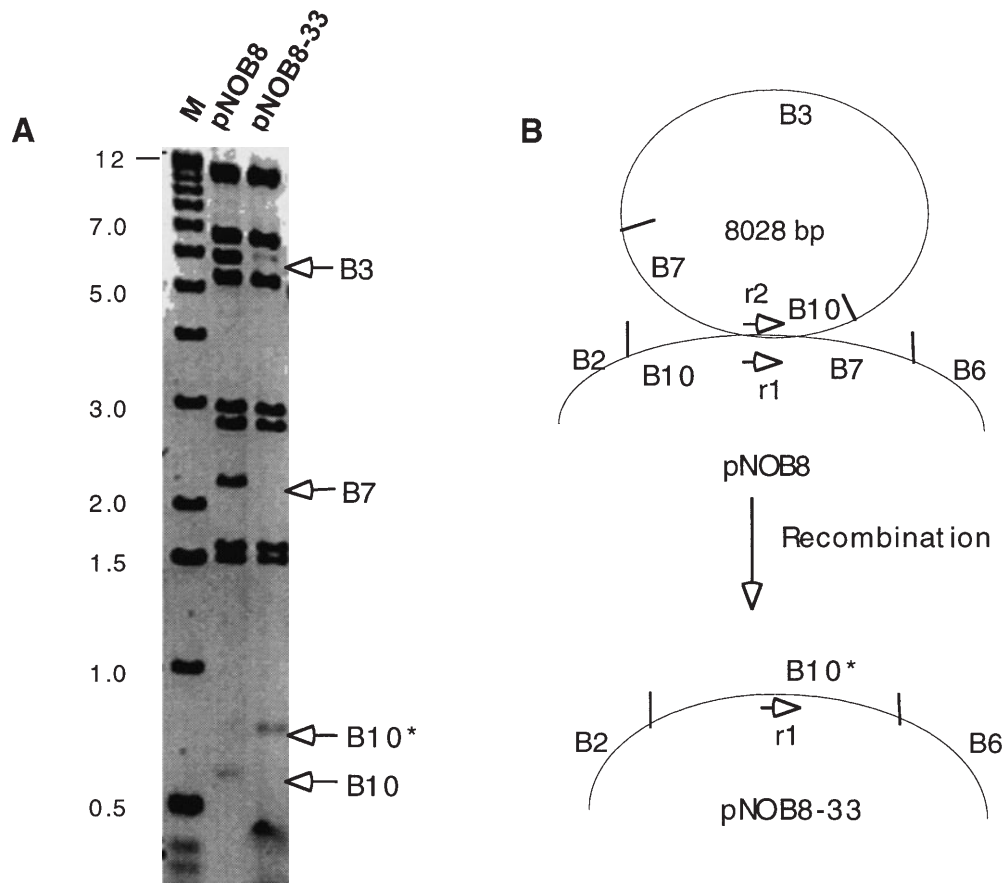 A
M
pNOB8
pNOB8-33
12
7.0
5.0
3.0
2.0
1.5
1.0
0.5
B3
B7
B10*
B10
B
B3
8028 bp
B7
r2
B10
B2
B10
r1
B7
B6
pNOB8
Recombination
B10*
r1
B2
B6
pNOB8-33